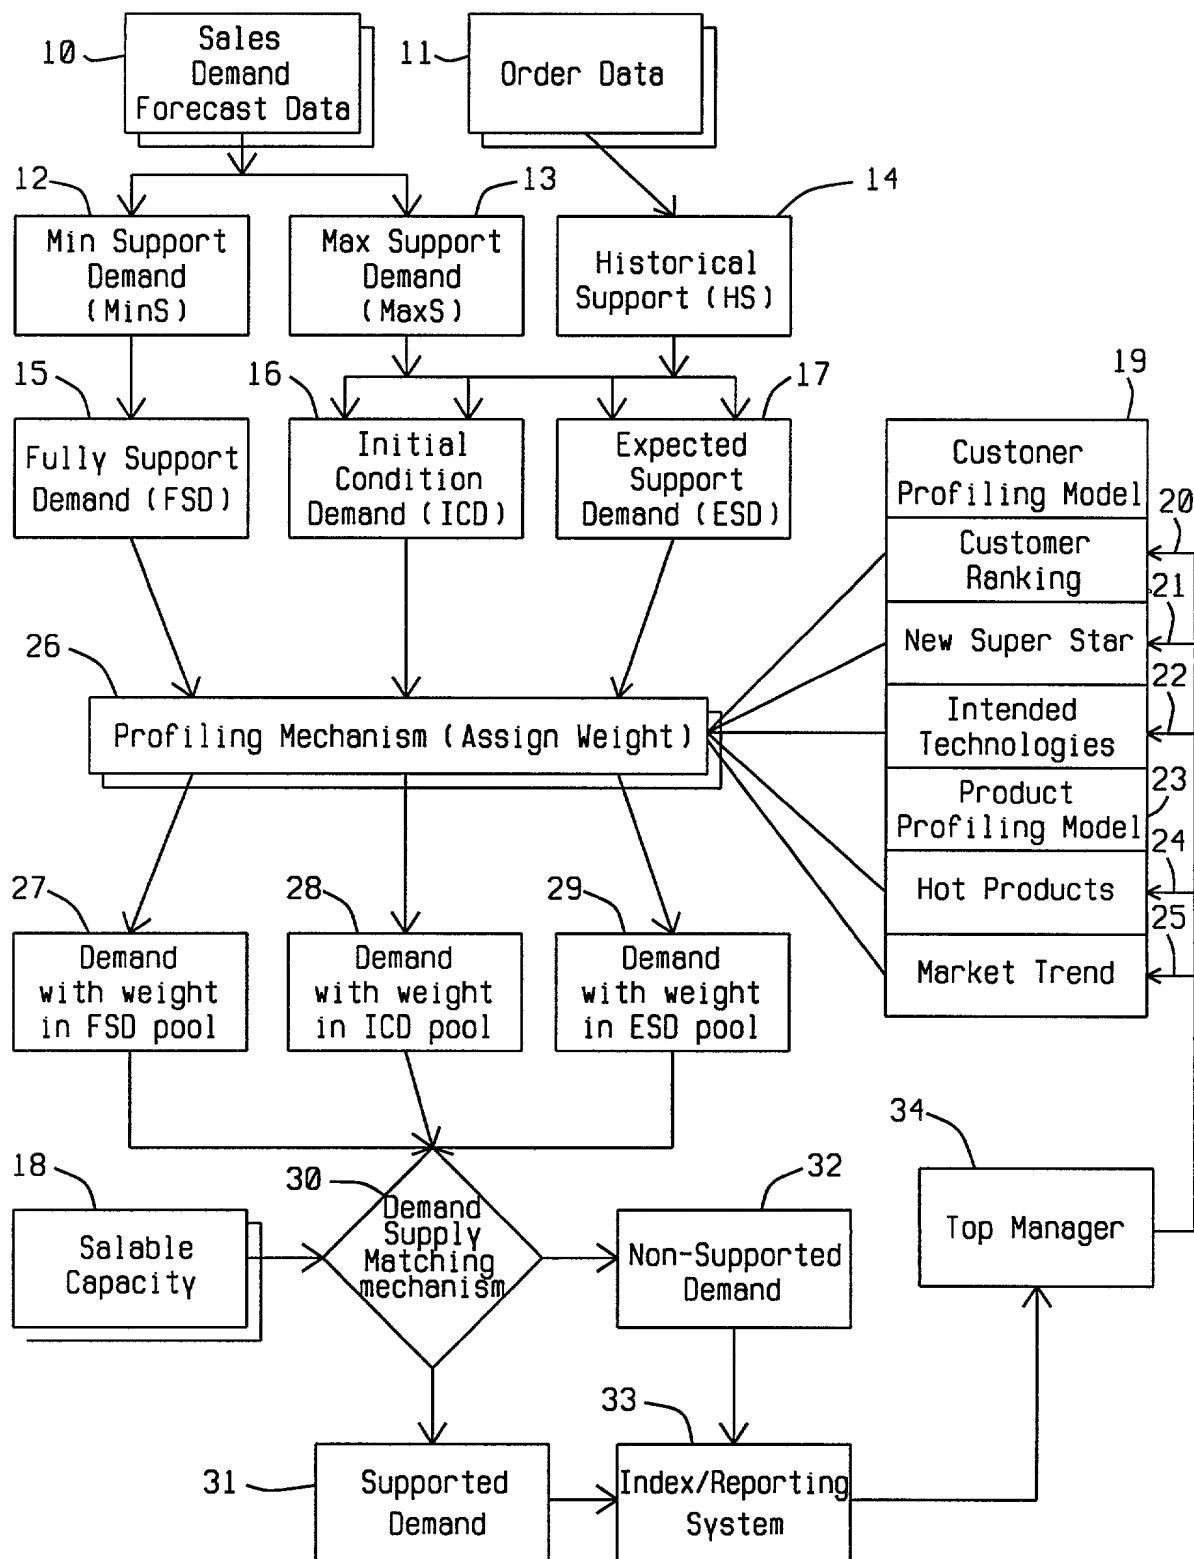 10
Sales
Demand
Forecast Data
11
Order Data
12
Min Support
Demand
(MinS)
13
Max Support
Demand
(MaxS)
14
Historical
Support (HS)
15
Fully Support
Demand (FSD)
16
Initial
Condition
Demand (ICD)
17
Expected
Support
Demand (ESD)
19
Custoner
Profiling Model
20
Customer
Ranking
21
New Super Star
22
Intended
Technologies
23
Product
Profiling Model
24
Hot Products
25
Market Trend
26
Profiling Mechanism (Assign Weight)
27
Demand
with weight
in FSD pool
28
Demand
with weight
in ICD pool
29
Demand
with weight
in ESD pool
18
Salable
Capacity
30
Demand
Supply
Matching
mechanism
32
Non-Supported
Demand
34
Top Manager
31
Supported
Demand
33
Index/Reporting
System